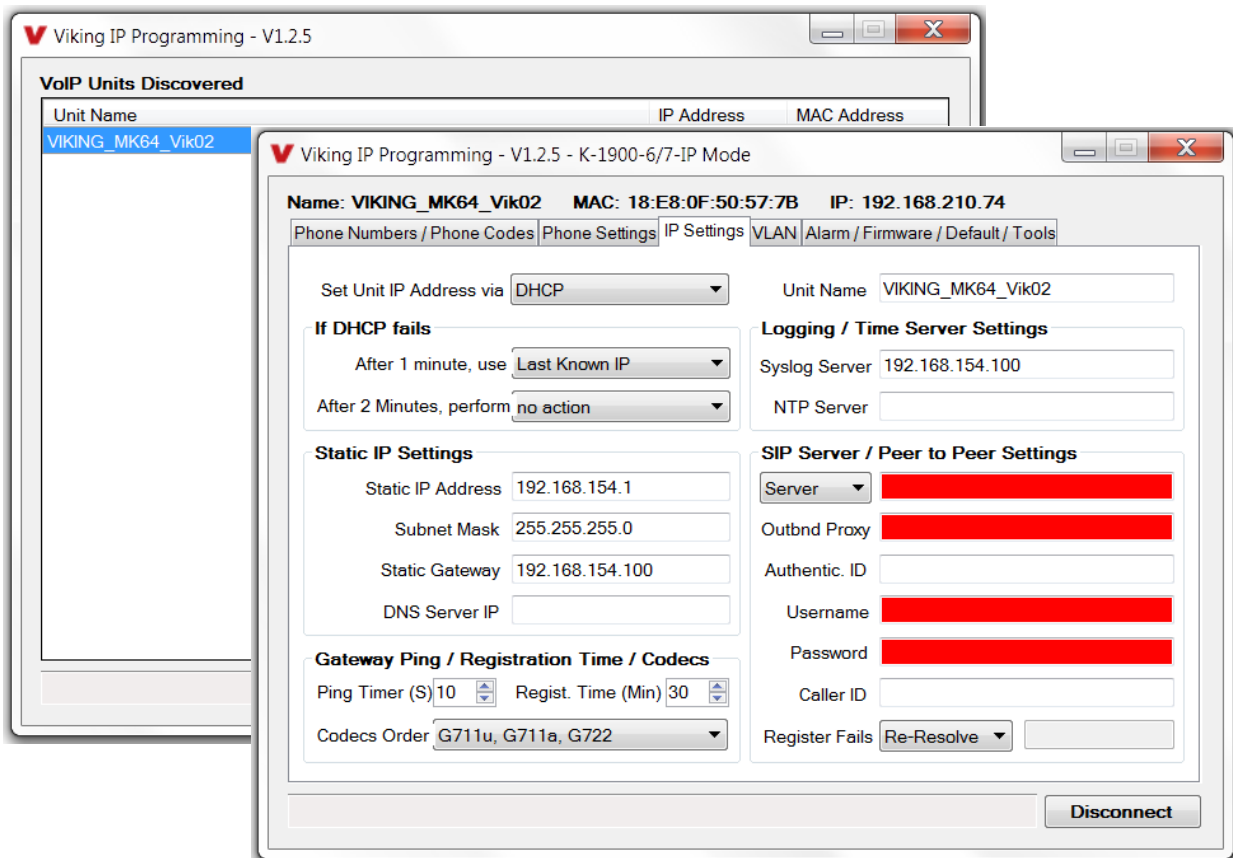 Viking IP Programming - V1.2.5
VoIP Units Discovered
Unit Name IP Address MAC Address
VIKING_MK64_Vik02
Viking IP Programming - V1.2.5 - K-1900-6/7-IP Mode
Name: VIKING_MK64_Vik02 MAC: 18:E8:0F:50:57:7B IP: 192.168.210.74
Phone Numbers / Phone Codes Phone Settings IP Settings VLAN Alarm / Firmware / Default / Tools
Set Unit IP Address via DHCP
If DHCP fails
After 1 minute, use Last Known IP
After 2 Minutes, perform no action
Static IP Settings
Static IP Address 192.168.154.1
Subnet Mask 255.255.255.0
Static Gateway 192.168.154.100
DNS Server IP
Gateway Ping / Registration Time / Codecs
Ping Timer (S) 10 Regist. Time (Min) 30
Codecs Order G711u, G711a, G722
Unit Name VIKING_MK64_Vik02
Logging / Time Server Settings
Syslog Server 192.168.154.100
NTP Server
SIP Server / Peer to Peer Settings
Server
Outbnd Proxy
Authentic. ID
Username
Password
Caller ID
Register Fails Re-Resolve
Disconnect